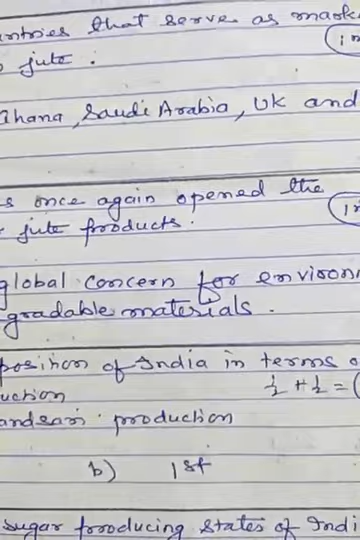 ntries that serve as mark
jute.
Ghana, Saudi Arabia, UK and
s once again opened the
jute products.
global concern for environ
gradable materials.
position of India in terms o
uction ½ + ½ = (
andsari production
b) 1st
sugar producing states of Indi